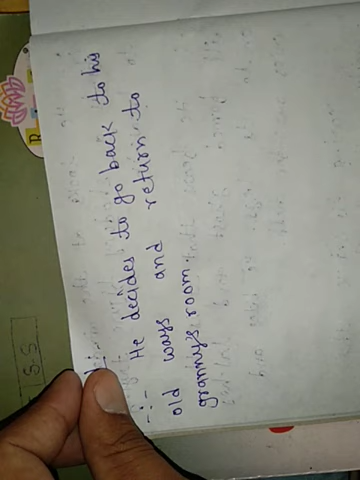 -:- He decides to go back to his
old ways and return to
granny's room.
S.S